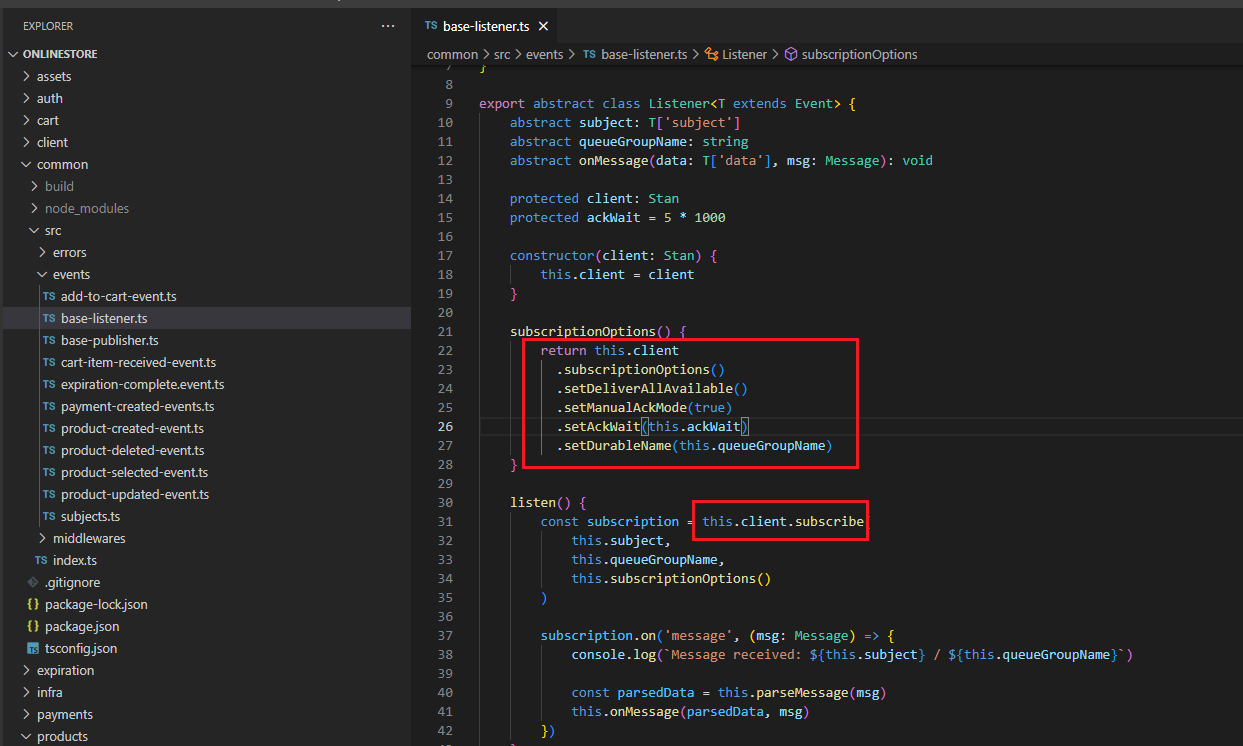 EXPLORER
...
ONLINESTORE
assets
auth
cart
client
common
build
node_modules
src
errors
events
TS add-to-cart-event.ts
TS base-listener.ts
TS base-publisher.ts
TS cart-item-received-event.ts
TS expiration-complete.event.ts
TS payment-created-events.ts
TS product-created-event.ts
TS product-deleted-event.ts
TS product-selected-event.ts
TS product-updated-event.ts
TS subjects.ts
middlewares
TS index.ts
.gitignore
{} package-lock.json
{} package.json
TS tsconfig.json
expiration
infra
payments
products
TS base-listener.ts
common > src > events > TS base-listener.ts > Listener > subscriptionOptions
7 }
8
9 export abstract class Listener<T extends Event> {
10 abstract subject: T['subject']
11 abstract queueGroupName: string
12 abstract onMessage(data: T['data'], msg: Message): void
13
14 protected client: Stan
15 protected ackWait = 5 * 1000
16
17 constructor(client: Stan) {
18 this.client = client
19 }
20
21 subscriptionOptions() {
22 return this.client
23 .subscriptionOptions()
24 .setDeliverAllAvailable()
25 .setManualAckMode(true)
26 .setAckWait(this.ackWait)
27 .setDurableName(this.queueGroupName)
28 }
29
30 listen() {
31 const subscription = this.client.subscribe
32 this.subject,
33 this.queueGroupName,
34 this.subscriptionOptions()
35 )
36
37 subscription.on('message', (msg: Message) => {
38 console.log(`Message received: ${this.subject} / ${this.queueGroupName}`)
39
40 const parsedData = this.parseMessage(msg)
41 this.onMessage(parsedData, msg)
42 })